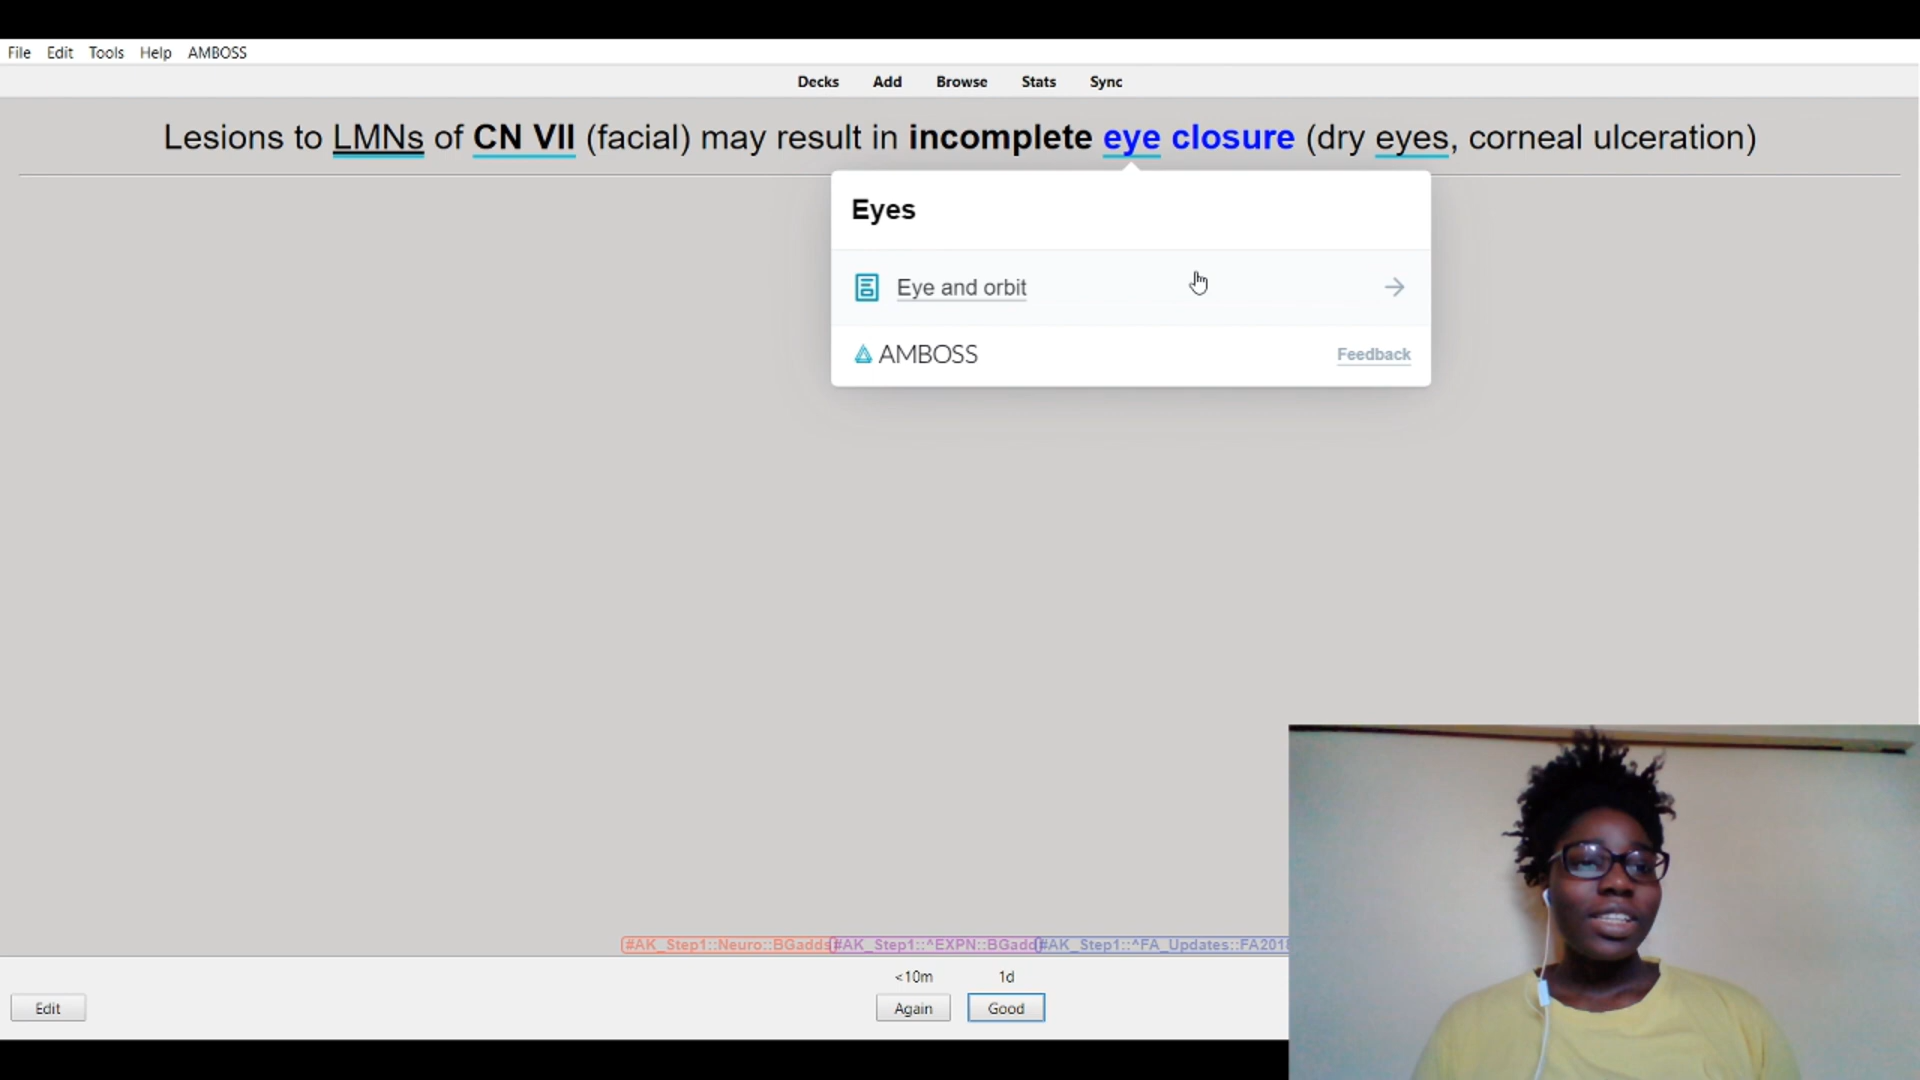 File Edit Tools Help AMBOSS
Decks Add Browse Stats Sync
Lesions to LMNs of CN VII (facial) may result in incomplete eye closure (dry eyes, corneal ulceration)
Eyes
Eye and orbit
AMBOSS Feedback
#AK_Step1::Neuro::BGadds #AK_Step1::^EXPN::BGadd #AK_Step1::^FA_Updates::FA2018
<10m 1d
Edit Again Good